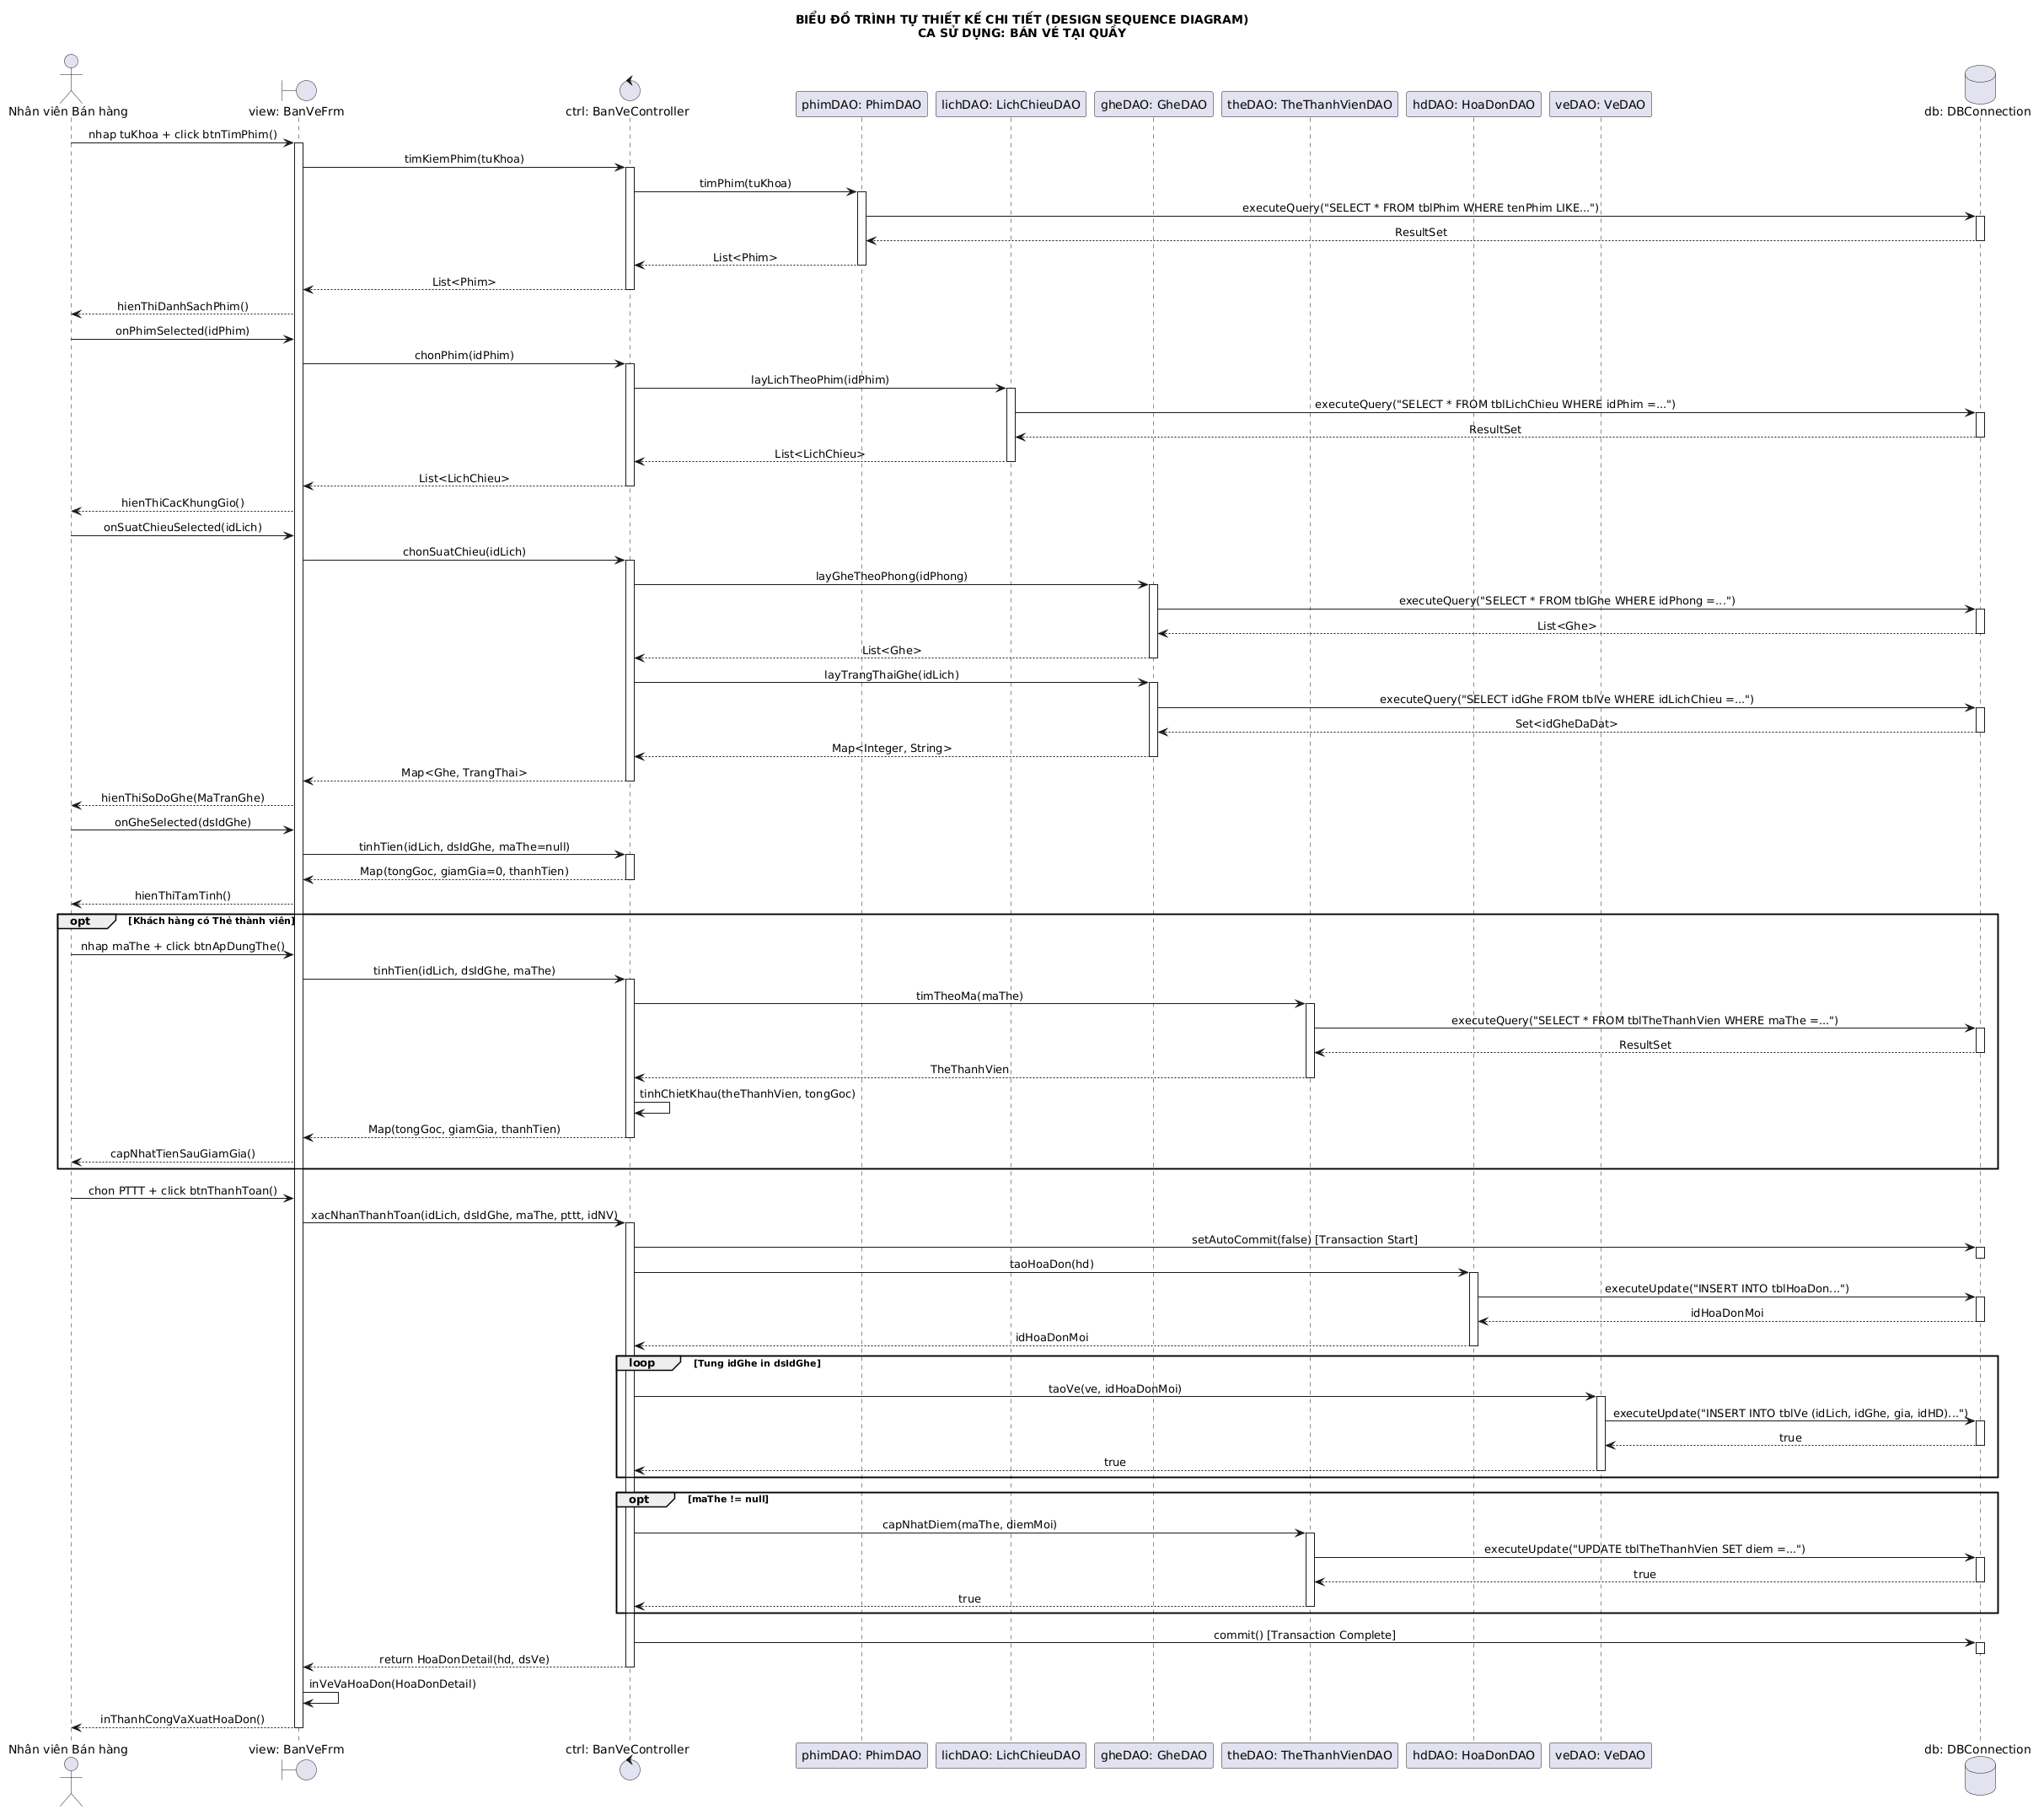 BIỂU ĐỒ TRÌNH TỰ THIẾT KẾ CHI TIẾT (DESIGN SEQUENCE DIAGRAM)
CA SỬ DỤNG: BÁN VÉ TẠI QUẦY
Nhân viên Bán hàng
view: BanVeFrm
ctrl: BanVeController
phimDAO: PhimDAO
lichDAO: LichChieuDAO
gheDAO: GheDAO
theDAO: TheThanhVienDAO
hdDAO: HoaDonDAO
veDAO: VeDAO
db: DBConnection
nhap tuKhoa + click btnTimPhim()
timKiemPhim(tuKhoa)
timPhim(tuKhoa)
executeQuery("SELECT * FROM tblPhim WHERE tenPhim LIKE...")
ResultSet
List<Phim>
List<Phim>
hienThiDanhSachPhim()
onPhimSelected(idPhim)
chonPhim(idPhim)
layLichTheoPhim(idPhim)
executeQuery("SELECT * FROM tblLichChieu WHERE idPhim =...")
ResultSet
List<LichChieu>
List<LichChieu>
hienThiCacKhungGio()
onSuatChieuSelected(idLich)
chonSuatChieu(idLich)
layGheTheoPhong(idPhong)
executeQuery("SELECT * FROM tblGhe WHERE idPhong =...")
List<Ghe>
List<Ghe>
layTrangThaiGhe(idLich)
executeQuery("SELECT idGhe FROM tblVe WHERE idLichChieu =...")
Set<idGheDaDat>
Map<Integer, String>
Map<Ghe, TrangThai>
hienThiSoDoGhe(MaTranGhe)
onGheSelected(dsIdGhe)
tinhTien(idLich, dsIdGhe, maThe=null)
Map(tongGoc, giamGia=0, thanhTien)
hienThiTamTinh()
opt [Khách hàng có Thẻ thành viên]
nhap maThe + click btnApDungThe()
tinhTien(idLich, dsIdGhe, maThe)
timTheoMa(maThe)
executeQuery("SELECT * FROM tblTheThanhVien WHERE maThe =...")
ResultSet
TheThanhVien
tinhChietKhau(theThanhVien, tongGoc)
Map(tongGoc, giamGia, thanhTien)
capNhatTienSauGiamGia()
chon PTTT + click btnThanhToan()
xacNhanThanhToan(idLich, dsIdGhe, maThe, pttt, idNV)
setAutoCommit(false) [Transaction Start]
taoHoaDon(hd)
executeUpdate("INSERT INTO tblHoaDon...")
idHoaDonMoi
idHoaDonMoi
loop [Tung idGhe in dsIdGhe]
taoVe(ve, idHoaDonMoi)
executeUpdate("INSERT INTO tblVe (idLich, idGhe, gia, idHD)...")
true
true
opt [maThe != null]
capNhatDiem(maThe, diemMoi)
executeUpdate("UPDATE tblTheThanhVien SET diem =...")
true
true
commit() [Transaction Complete]
return HoaDonDetail(hd, dsVe)
inVeVaHoaDon(HoaDonDetail)
inThanhCongVaXuatHoaDon()
Nhân viên Bán hàng
view: BanVeFrm
ctrl: BanVeController
phimDAO: PhimDAO
lichDAO: LichChieuDAO
gheDAO: GheDAO
theDAO: TheThanhVienDAO
hdDAO: HoaDonDAO
veDAO: VeDAO
db: DBConnection